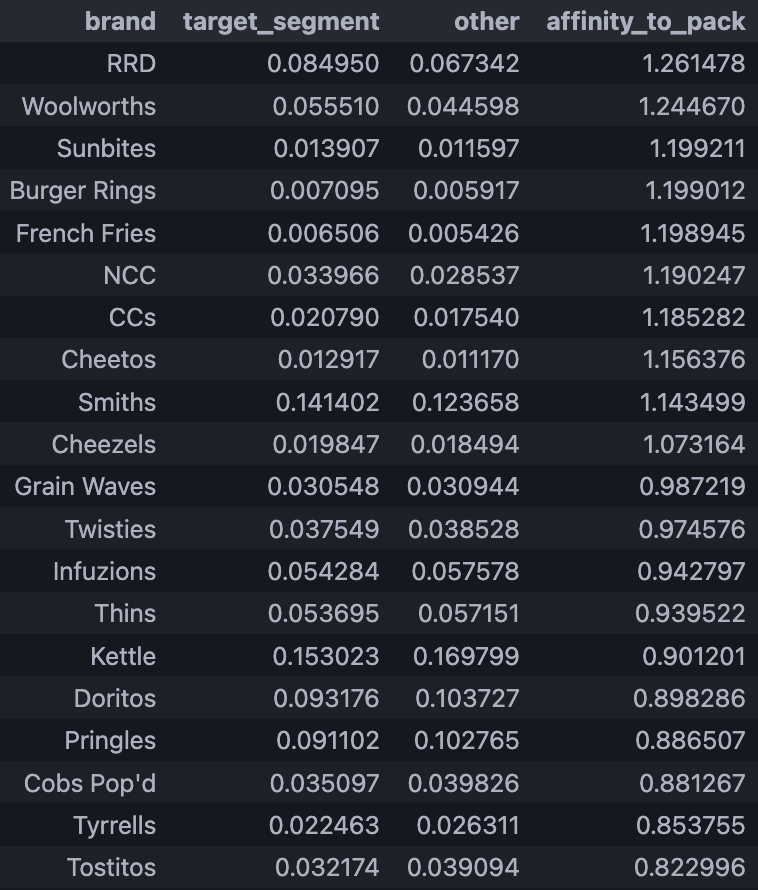 brand target_segment other affinity_to_pack
RRD 0.084950 0.067342 1.261478
Woolworths 0.055510 0.044598 1.244670
Sunbites 0.013907 0.011597 1.199211
Burger Rings 0.007095 0.005917 1.199012
French Fries 0.006506 0.005426 1.198945
NCC 0.033966 0.028537 1.190247
CCs 0.020790 0.017540 1.185282
Cheetos 0.012917 0.011170 1.156376
Smiths 0.141402 0.123658 1.143499
Cheezels 0.019847 0.018494 1.073164
Grain Waves 0.030548 0.030944 0.987219
Twisties 0.037549 0.038528 0.974576
Infuzions 0.054284 0.057578 0.942797
Thins 0.053695 0.057151 0.939522
Kettle 0.153023 0.169799 0.901201
Doritos 0.093176 0.103727 0.898286
Pringles 0.091102 0.102765 0.886507
Cobs Pop'd 0.035097 0.039826 0.881267
Tyrrells 0.022463 0.026311 0.853755
Tostitos 0.032174 0.039094 0.822996